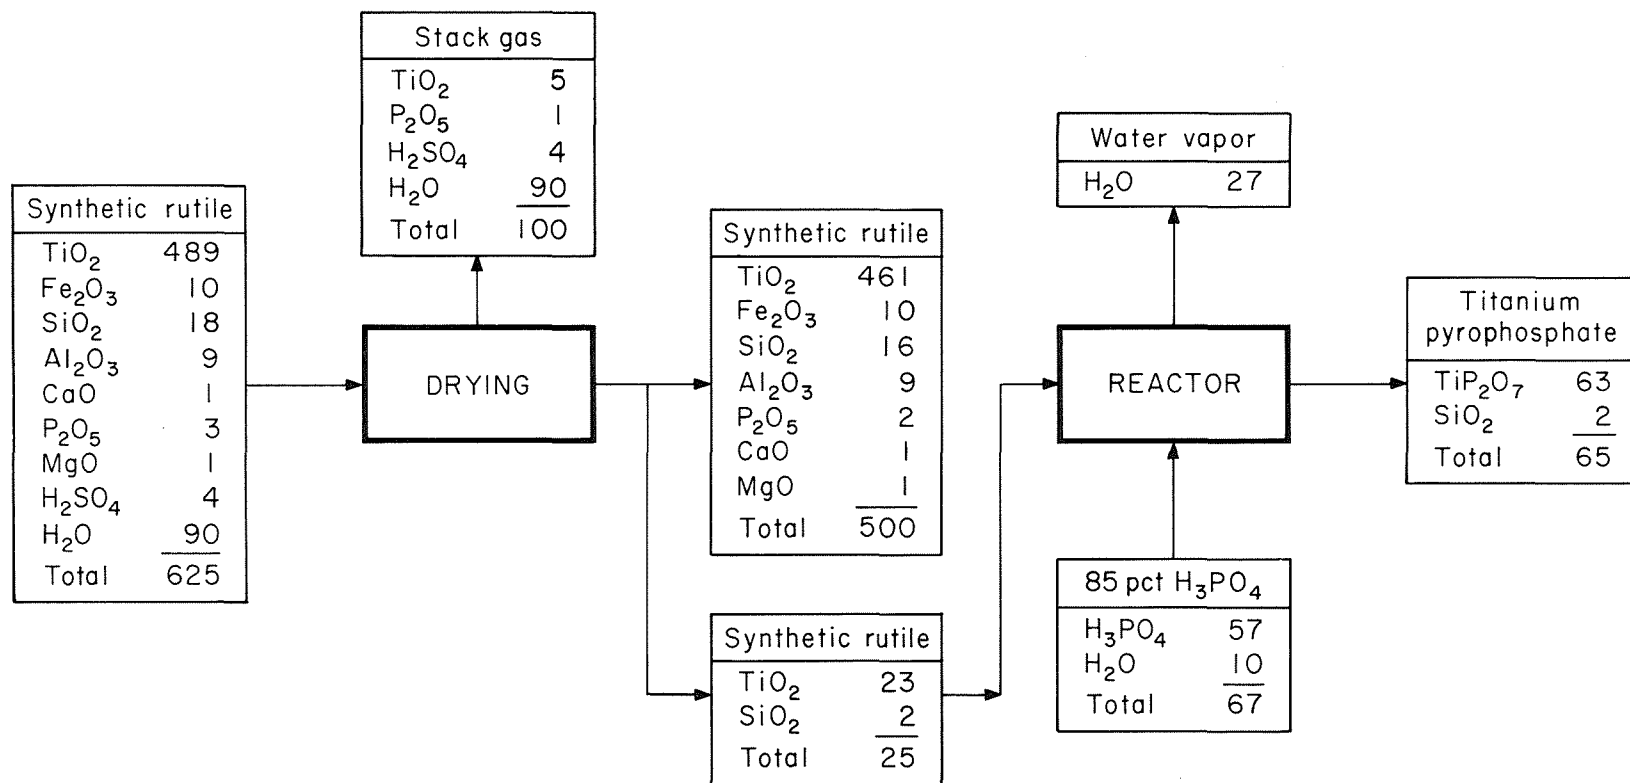 Stack gas
TiO₂ 5
P₂O₅ 1
H₂SO₄ 4
H₂O 90
Total 100
Synthetic rutile
TiO₂ 489
Fe₂O₃ 10
SiO₂ 18
Al₂O₃ 9
CaO 1
P₂O₅ 3
MgO 1
H₂SO₄ 4
H₂O 90
Total 625
DRYING
Synthetic rutile
TiO₂ 461
Fe₂O₃ 10
SiO₂ 16
Al₂O₃ 9
P₂O₅ 2
CaO 1
MgO 1
Total 500
Synthetic rutile
TiO₂ 23
SiO₂ 2
Total 25
Water vapor
H₂O 27
REACTOR
85 pct H₃PO₄
H₃PO₄ 57
H₂O 10
Total 67
Titanium
pyrophosphate
TiP₂O₇ 63
SiO₂ 2
Total 65